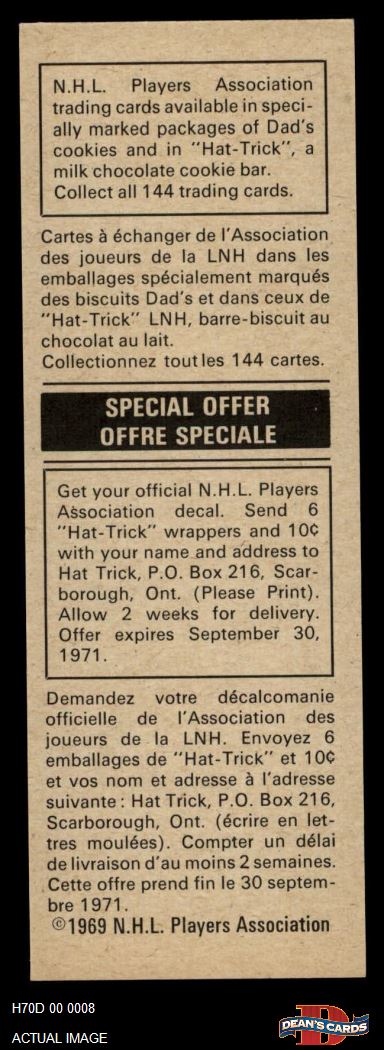 N.H.L. Players Association
trading cards available in speci-
ally marked packages of Dad's
cookies and in "Hat-Trick", a
milk chocolate cookie bar.
Collect all 144 trading cards.
Cartes à échanger de l'Association
des joueurs de la LNH dans les
emballages spécialement marqués
des biscuits Dad's et dans ceux de
"Hat-Trick" LNH, barre-biscuit au
chocolat au lait.
Collectionnez toutles 144 cartes.
SPECIAL OFFER
OFFRE SPECIALE
Get your official N.H.L. Players
Association decal. Send 6
"Hat-Trick" wrappers and 10¢
with your name and address to
Hat Trick, P.O. Box 216, Scar-
borough, Ont. (Please Print).
Allow 2 weeks for delivery.
Offer expires September 30,
1971.
Demandez votre décalcomanie
officielle de l'Association des
joueurs de la LNH. Envoyez 6
emballages de "Hat-Trick" et 10¢
et vos nom et adresse à l'adresse
suivante: Hat Trick, P.O. Box 216,
Scarborough, Ont. (écrire en let-
tres moulées). Compter un délai
de livraison d'au moins 2 semaines.
Cette offre prend fin le 30 septem-
bre 1971.
©1969 N.H.L. Players Association
H70D 00 0008
ACTUAL IMAGE
D
DEAN'S CARDS